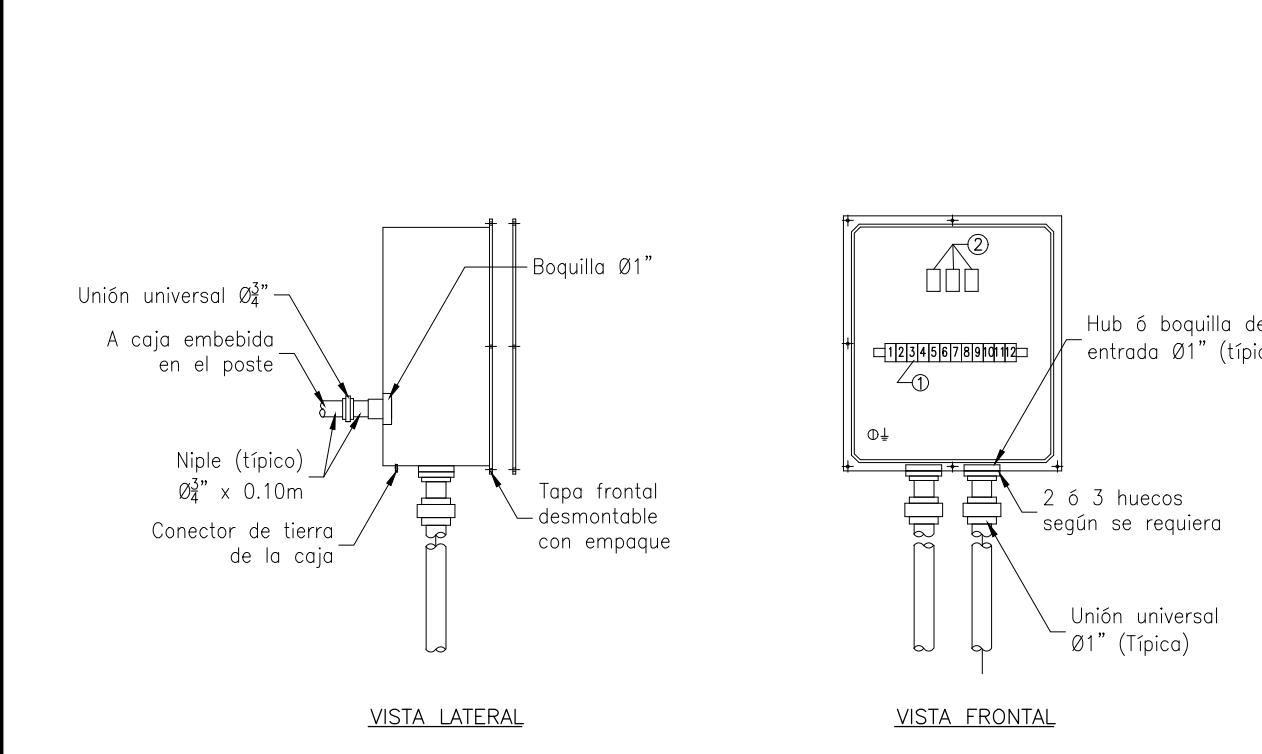 Boquilla Ø1”
Unión universal Ø3/4”
A caja embebida
en el poste
Niple (típico)
Ø3/4” x 0.10m
Conector de tierra
de la caja
Tapa frontal
desmontable
con empaque
VISTA LATERAL
2
1 2 3 4 5 6 7 8 9 10 11 12
1
Hub ó boquilla de
entrada Ø1”
2 ó 3 huecos
según se requiera
Unión universal
Ø1” (Típica)
VISTA FRONTAL